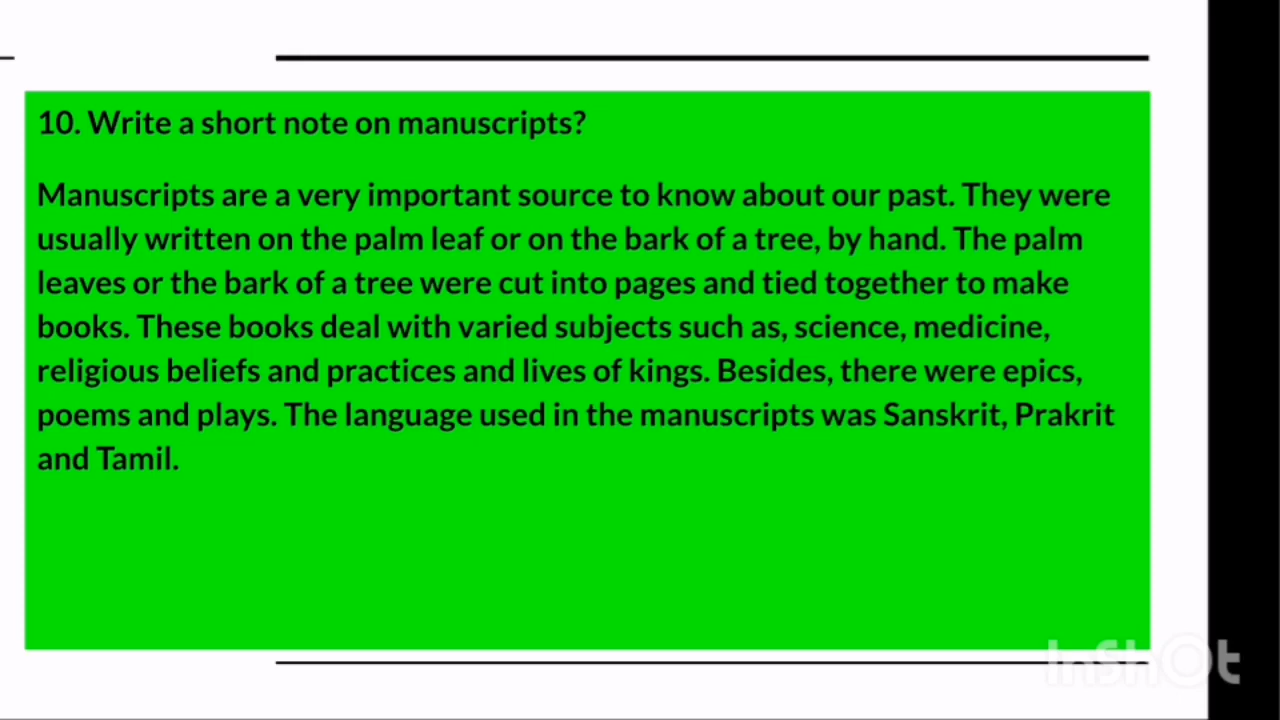 10. Write a short note on manuscripts?
Manuscripts are a very important source to know about our past. They were
usually written on the palm leaf or on the bark of a tree, by hand. The palm
leaves or the bark of a tree were cut into pages and tied together to make
books. These books deal with varied subjects such as, science, medicine,
religious beliefs and practices and lives of kings. Besides, there were epics,
poems and plays. The language used in the manuscripts was Sanskrit, Prakrit
and Tamil.
InShOt